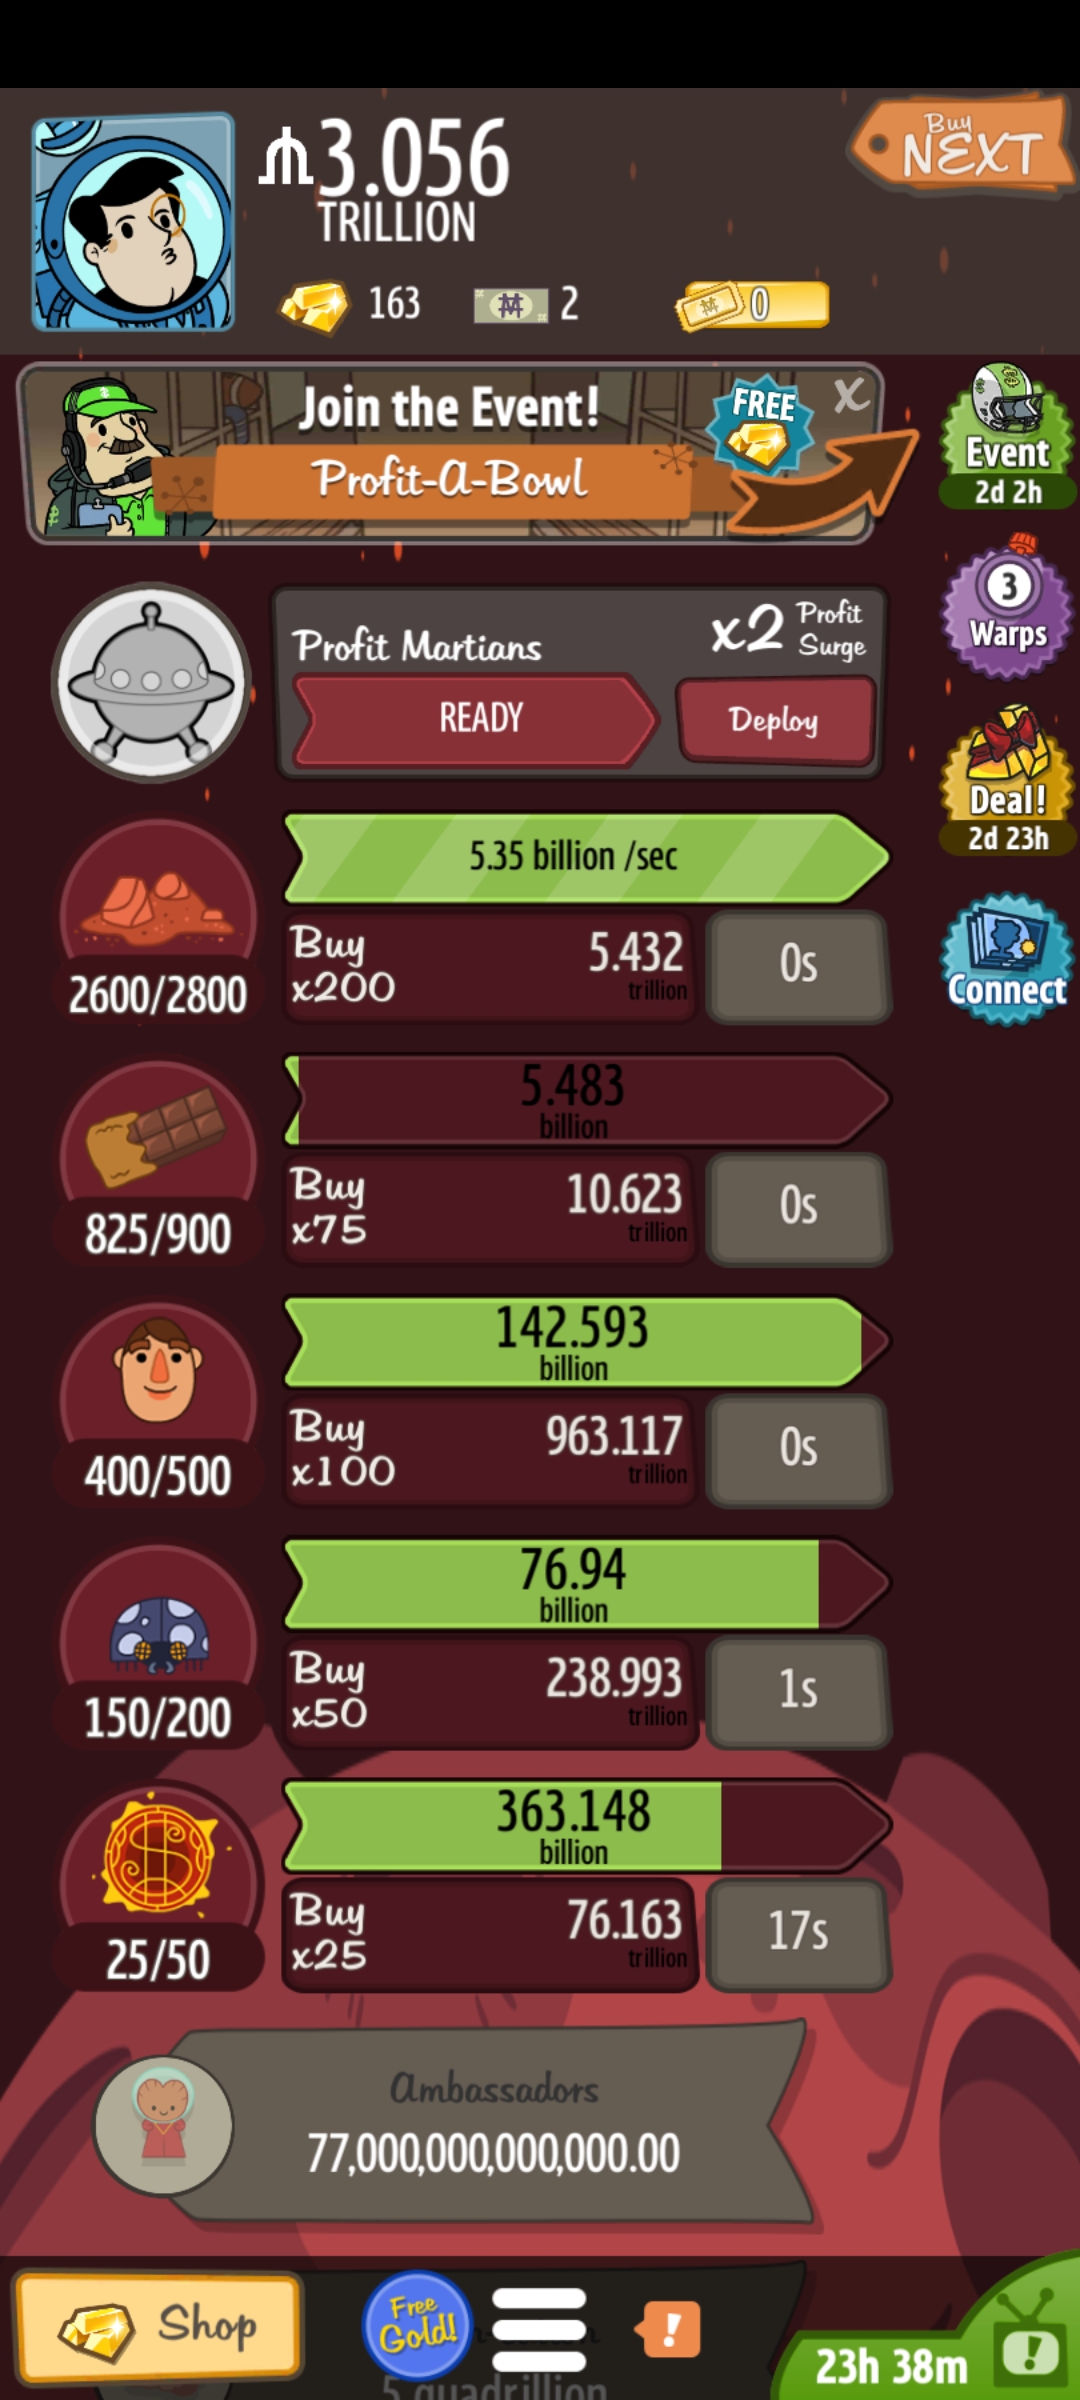 3.056
TRILLION
Buy
NEXT
163
2
0
Join the Event!
Profit-A-Bowl
FREE
X
Event
2d 2h
3
Warps
Deal!
2d 23h
Connect
Profit Martians
x2 Profit Surge
READY
Deploy
5.35 billion /sec
2600/2800
Buy
x200
5.432
trillion
0s
5.483
billion
825/900
Buy
x75
10.623
trillion
0s
142.593
billion
400/500
Buy
x100
963.117
trillion
0s
76.94
billion
150/200
Buy
x50
238.993
trillion
1s
363.148
billion
25/50
Buy
x25
76.163
trillion
17s
Ambassadors
77,000,000,000,000.00
Shop
Free
Gold!
!
5 quadrillion
23h 38m
!